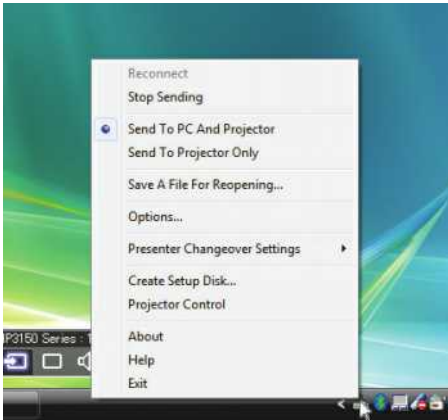 Reconnect
Stop Sending
Send To PC And Projector
Send To Projector Only
Save A File For Reopening...
Options...
Presenter Changeover Settings
Create Setup Disk...
Projector Control
About
Help
Exit
Series :